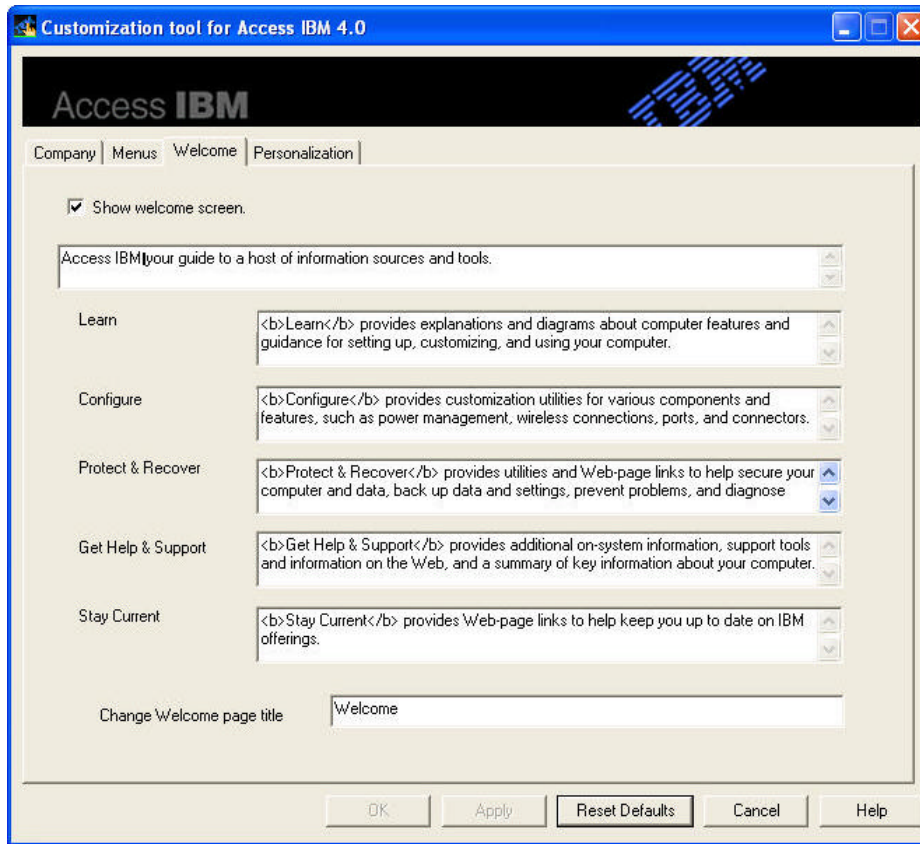 Customization tool for Access IBM 4.0
Access IBM
IBM
Company
Menus
Welcome
Personalization
Show welcome screen.
Access IBM|your guide to a host of information sources and tools.
Learn
<b>Learn</b> provides explanations and diagrams about computer features and
guidance for setting up, customizing, and using your computer.
Configure
<b>Configure</b> provides customization utilities for various components and
features, such as power management, wireless connections, ports, and connectors.
Protect & Recover
<b>Protect & Recover</b> provides utilities and Web-page links to help secure your
computer and data, back up data and settings, prevent problems, and diagnose
Get Help & Support
<b>Get Help & Support</b> provides additional on-system information, support tools
and information on the Web, and a summary of key information about your computer.
Stay Current
<b>Stay Current</b> provides Web-page links to help keep you up to date on IBM
offerings.
Change Welcome page title
Welcome
OK
Apply
Reset Defaults
Cancel
Help